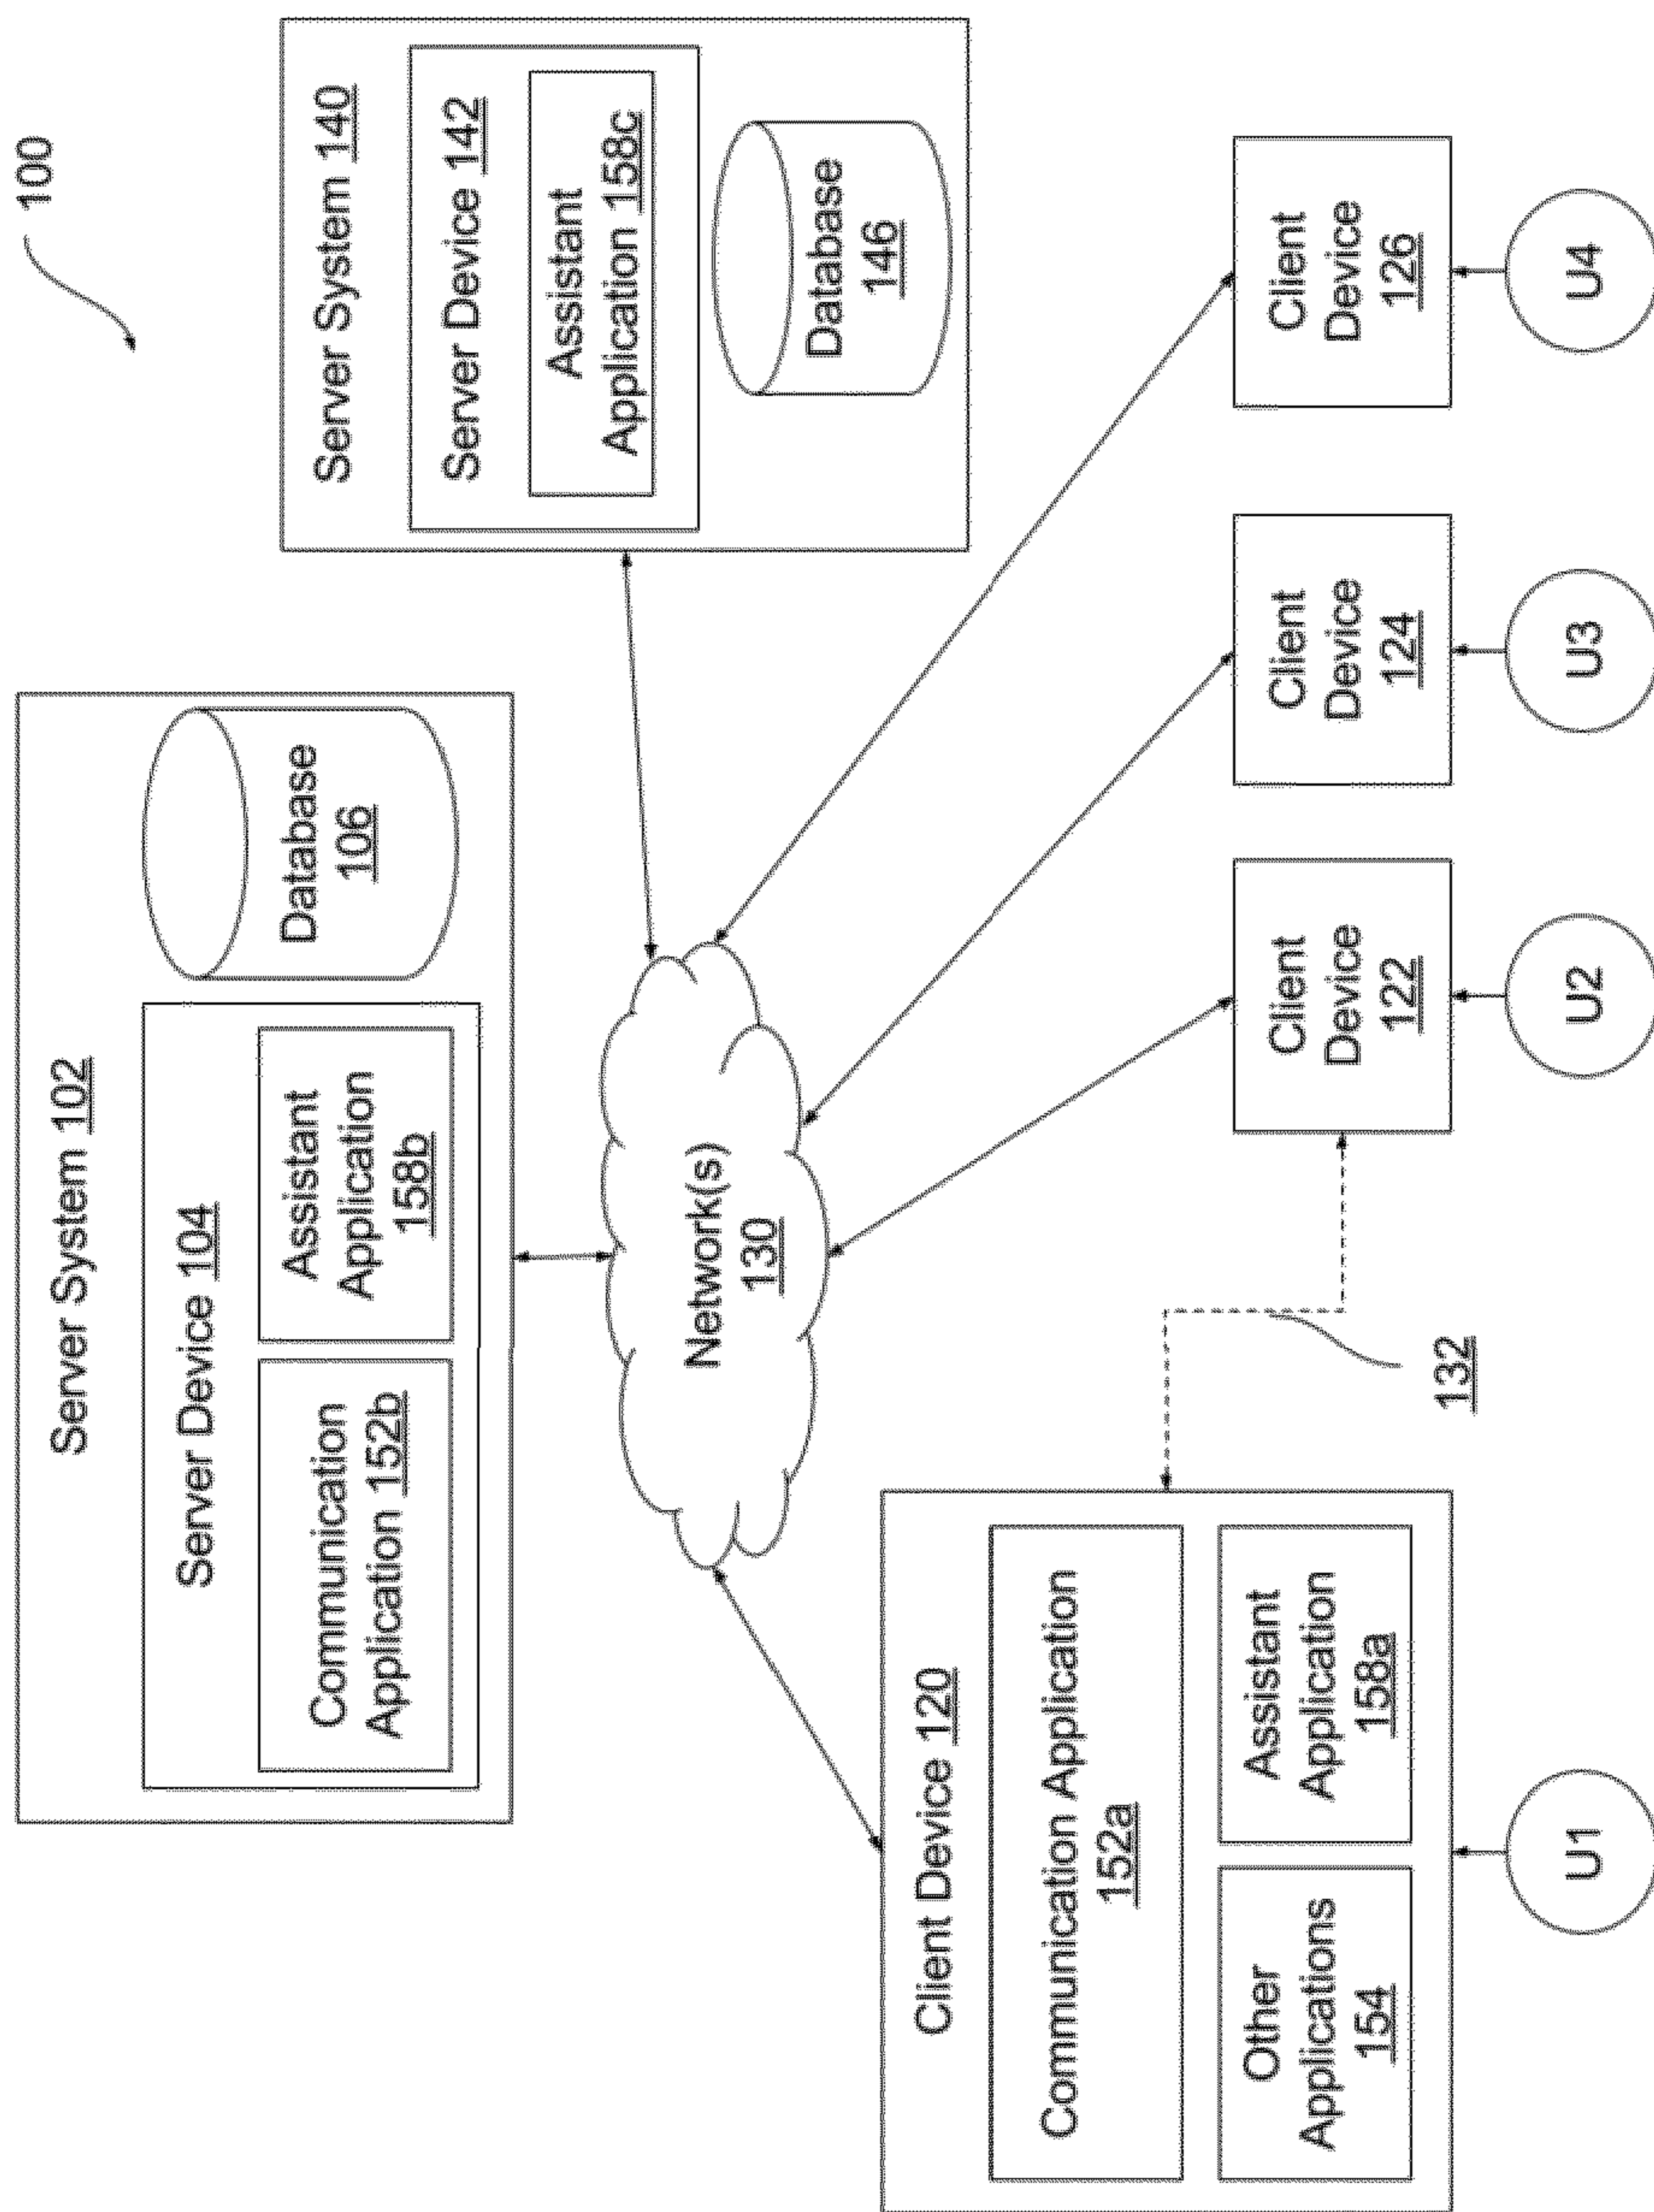 100
Server System 102
Server Device 104
Communication
Application 152b
Assistant
Application
158b
Database
106
Server System 140
Server Device 142
Assistant
Application 158c
Database
146
Network(s)
130
Client Device 120
Communication Application
152a
Other
Applications
154
Assistant
Application
158a
132
Client
Device
122
Client
Device
124
Client
Device
126
U1
U2
U3
U4